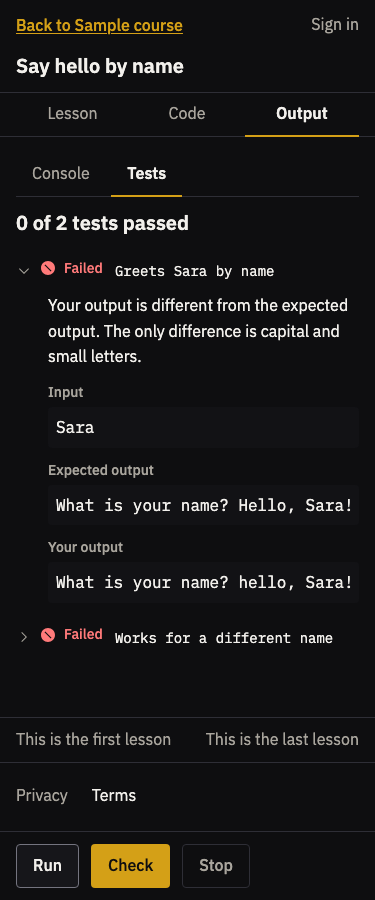 Back to Sample course
Sign in
Say hello by name
Lesson
Code
Output
Console
Tests
0 of 2 tests passed
Failed
Greets Sara by name
Your output is different from the expected
output. The only difference is capital and
small letters.
Input
Sara
Expected output
What is your name? Hello, Sara!
Your output
What is your name? hello, Sara!
Failed
Works for a different name
This is the first lesson
This is the last lesson
Privacy
Terms
Run
Check
Stop